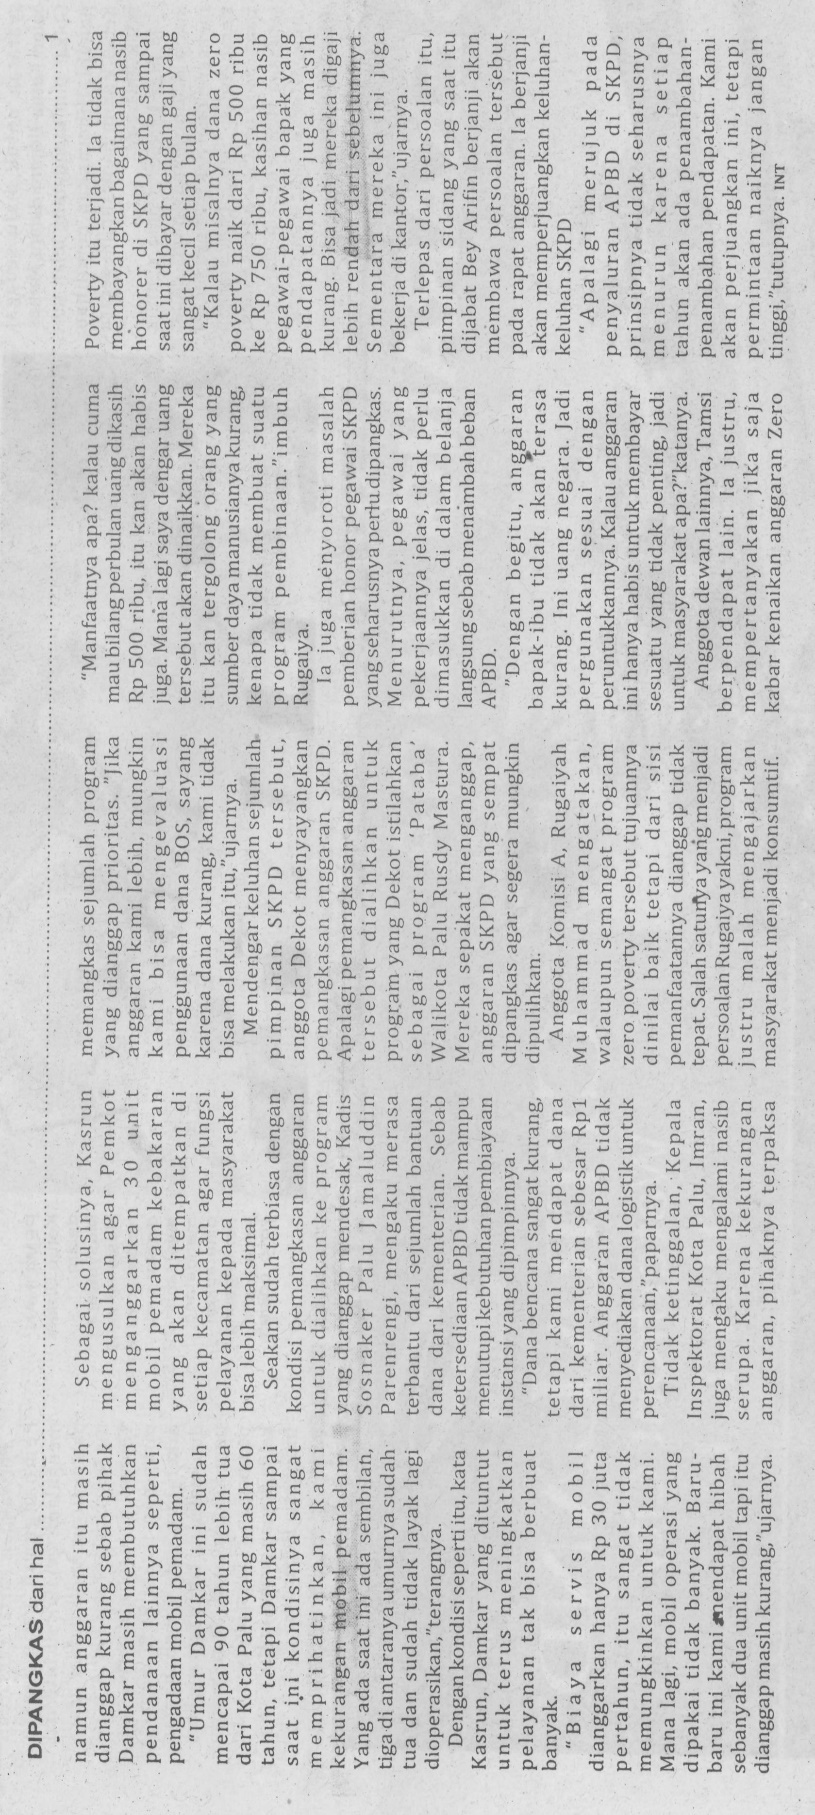 DIPANGKAS dari hal ........ 1
namun anggaran itu masih
dianggap kurang sebab pihak
Damkar masih membutuhkan
pendanaan lainnya seperti,
pengadaan mobil pemadam.
"Umur Damkar ini sudah
mencapai 90 tahun lebih tua
dari Kota Palu yang masih 60
tahun, tetapi Damkar sampai
saat ini kondisinya sangat
memprihatinkan, kami
kekurangan mobil pemadam.
Yang ada saat ini ada sembilan,
tiga di antaranya umurnya sudah
tua dan sudah tidak layak lagi
dioperasikan,"terangnya.
Dengan kondisi seperti itu, kata
Kasrun, Damkar yang dituntut
untuk terus meningkatkan
pelayanan tak bisa berbuat
banyak.
"Biaya servis mobil
dianggarkan hanya Rp 30 juta
pertahun, itu sangat tidak
memungkinkan untuk kami.
Mana lagi, mobil operasi yang
dipakai tidak banyak. Baru-
baru ini kami mendapat hibah
sebanyak dua unit mobil tapi itu
dianggap masih kurang,"ujarnya.
Sebagai solusinya, Kasrun
mengusulkan agar Pemkot
menganggarkan 30 unit
mobil pemadam kebakaran
yang akan ditempatkan di
setiap kecamatan agar fungsi
pelayanan kepada masyarakat
bisa lebih maksimal.
Seakan sudah terbiasa dengan
kondisi pemangkasan anggaran
untuk dialihkan ke program
yang dianggap mendesak, Kadis
Sosnaker Palu Jamaluddin
Parenrengi, mengaku merasa
terbantu dari sejumlah bantuan
dana dari kementerian. Sebab
ketersediaan APBD tidak mampu
menutupi kebutuhan pembiayaan
instansi yang dipimpinnya.
"Dana bencana sangat kurang,
tetapi kami mendapat dana
dari kementerian sebesar Rp1
miliar. Anggaran APBD tidak
menyediakan dana logistik untuk
perencanaan,"paparnya.
Tidak ketinggalan, Kepala
Inspektorat Kota Palu, Imran,
juga mengaku mengalami nasib
serupa. Karena kekurangan
anggaran, pihaknya terpaksa
memangkas sejumlah program
yang dianggap prioritas. "Jika
anggaran kami lebih, mungkin
kami bisa mengevaluasi
penggunaan dana BOS, sayang
karena dana kurang, kami tidak
bisa melakukan itu,"ujarnya.
Mendengar keluhan sejumlah
pimpinan SKPD tersebut,
anggota Dekot menyayangkan
pemangkasan anggaran SKPD.
Apalagi pemangkasan anggaran
tersebut dialihkan untuk
program yang Dekot istilahkan
sebagai program 'Pataba'
Walikota Palu Rusdy Mastura.
Mereka sepakat menganggap,
anggaran SKPD yang sempat
dipangkas agar segera mungkin
dipulihkan.
Anggota Komisi A, Rugaiyah
Muhammad mengatakan,
walaupun semangat program
zero poverty tersebut tujuannya
dinilai baik tetapi dari sisi
pemanfaatannya dianggap tidak
tepat. Salah satunya yang menjadi
persoalan Rugaiya yakni, program
justru malah mengajarkan
masyarakat menjadi konsumtif.
"Manfaatnya apa? kalau cuma
mau bilang perbulan uang dikasih
Rp 500 ribu, itu kan akan habis
juga. Mana lagi saya dengar uang
tersebut akan dinaikkan. Mereka
itu kan tergolong orang yang
sumber daya manusianya kurang,
kenapa tidak membuat suatu
program pembinaan."imbuh
Rugaiya.
Ia juga menyoroti masalah
pemberian honor pegawai SKPD
yang seharusnya perlu dipangkas.
Menurutnya, pegawai yang
pekerjaannya jelas, tidak perlu
dimasukkan di dalam belanja
langsung sebab menambah beban
APBD.
"Dengan begitu, anggaran
bapak-ibu tidak akan terasa
kurang. Ini uang negara. Jadi
pergunakan sesuai dengan
peruntukkannya. Kalau anggaran
ini hanya habis untuk membayar
sesuatu yang tidak penting, jadi
untuk masyarakat apa?"katanya.
Anggota dewan lainnya, Tamsi
berpendapat lain. Ia justru,
mempertanyakan jika saja
kabar kenaikan anggaran Zero
Poverty itu terjadi. Ia tidak bisa
membayangkan bagaimana nasib
honorer di SKPD yang sampai
saat ini dibayar dengan gaji yang
sangat kecil setiap bulan.
"Kalau misalnya dana zero
poverty naik dari Rp 500 ribu
ke Rp 750 ribu, kasihan nasib
pegawai-pegawai bapak yang
pendapatannya juga masih
kurang. Bisa jadi mereka digaji
lebih rendah dari sebelumnya.
Sementara mereka ini juga
bekerja di kantor,"ujarnya.
Terlepas dari persoalan itu,
pimpinan sidang yang saat itu
dijabat Bey Arifin berjanji akan
membawa persoalan tersebut
pada rapat anggaran. Ia berjanji
akan memperjuangkan keluhan-
keluhan SKPD
"Apalagi merujuk pada
penyaluran APBD di SKPD,
prinsipnya tidak seharusnya
menurun karena setiap
tahun akan ada penambahan-
penambahan pendapatan. Kami
akan perjuangkan ini, tetapi
permintaan naiknya jangan
tinggi,"tutupnya. INT